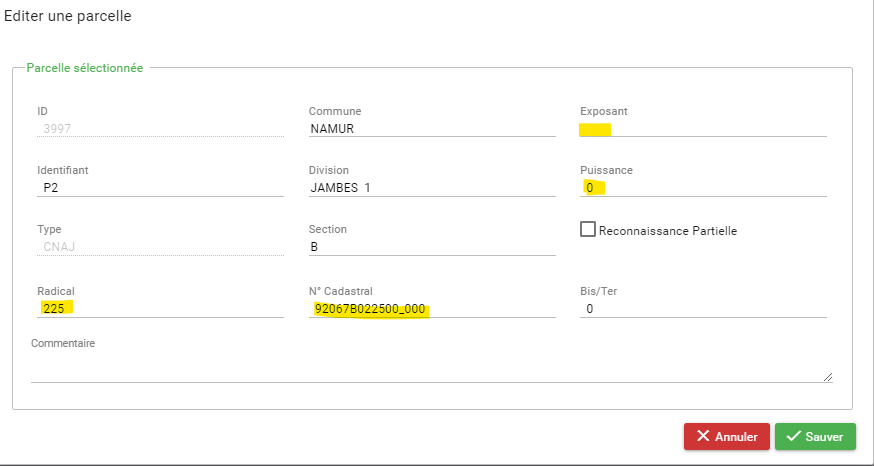 Editer une parcelle
Parcelle sélectionnée
ID
Commune
Exposant
3997
NAMUR
Identifiant
Division
Puissance
P2
JAMBES 1
0
Type
Section
Reconnaissance Partielle
CNAJ
B
Radical
N° Cadastral
Bis/Ter
225
92067B022500_000
0
Commentaire
Annuler
Sauver